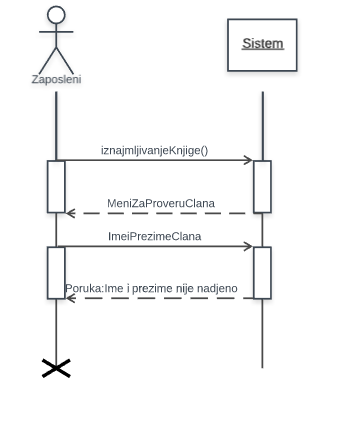 Sistem
Zaposleni
iznajmljivanjeKnjige()
MeniZaProveruClana
ImeiPrezimeClana
Poruka:Ime i prezime nije nadjeno